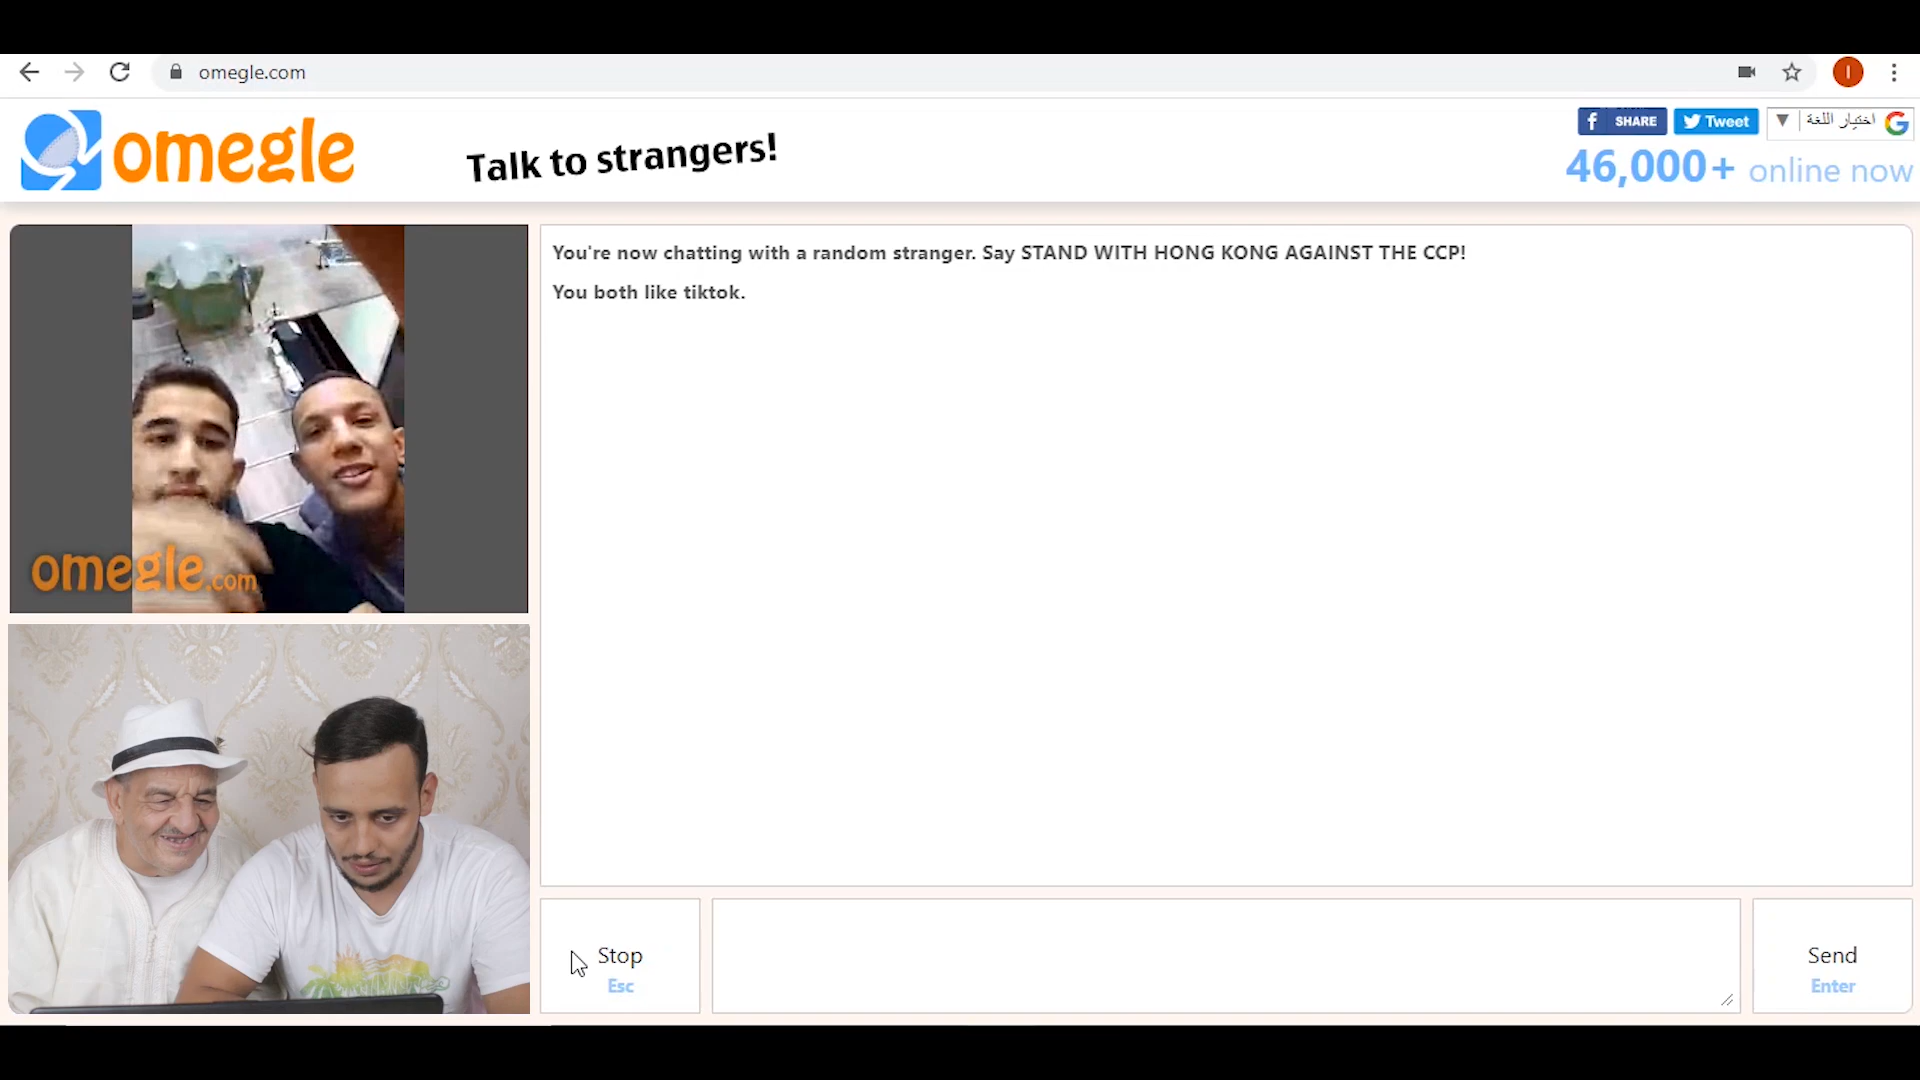 omegle.com
omegle
Talk to strangers!
f SHARE
Tweet
▼ اختيار اللغة
46,000+ online now
You're now chatting with a random stranger. Say STAND WITH HONG KONG AGAINST THE CCP!
You both like tiktok.
omegle.com
Stop
Esc
Send
Enter